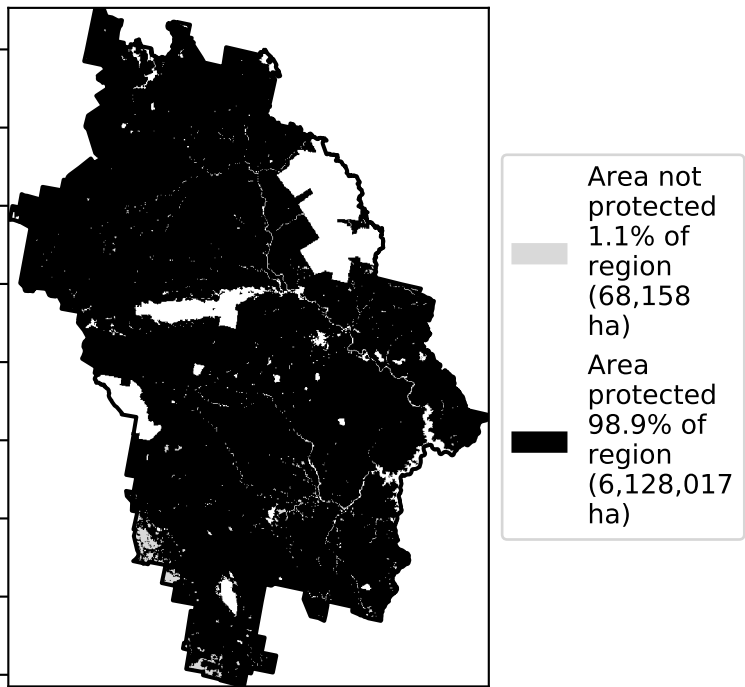 Area not
protected
1.1% of
region
(68,158
ha)
Area
protected
98.9% of
region
(6,128,017
ha)